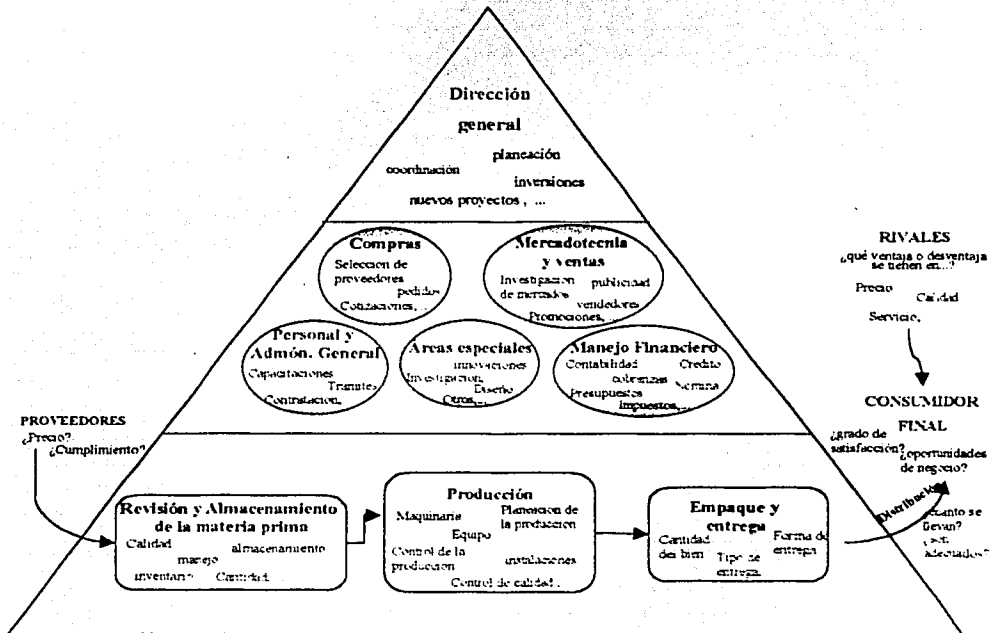 Dirección
general
planeación
coordinación
inversiones
nuevos proyectos , ...
Compras
Selección de
proveedores
pedidos
Cotizaciones, ...
Mercadotecnia
y ventas
Investigación
de mercados
publicidad
vendedores
Promociones, ...
Personal y
Admón. General
Capacitaciones
Trámites
Contratación,
Areas especiales
innovaciones
Investigación,
Diseño
Otros,...
Manejo Financiero
Contabilidad
Credito
cobranzas
Nomina
Presupuestos
impuestos,...
RIVALES
¿qué ventaja o desventaja
se tienen en...?
Precio
Calidad
Servicio,
CONSUMIDOR
FINAL
¿grado de
satisfacción?
¿oportunidades
de negocio?
Distribución
¿cuanto se
llevan?
¿son
adecuados?
PROVEEDORES
¿Precio?
¿Cumplimiento?
Revisión y Almacenamiento
de la materia prima
Calidad
almacenamiento
manejo
inventario
Cantidad...
Producción
Maquinaria
Planeación de
la produccion
Equipo
Control de la
produccion
instalaciones
Control de calidad...
Empaque y
entrega
Cantidad
del bien
Forma de
entrega
Tipo de
entrega